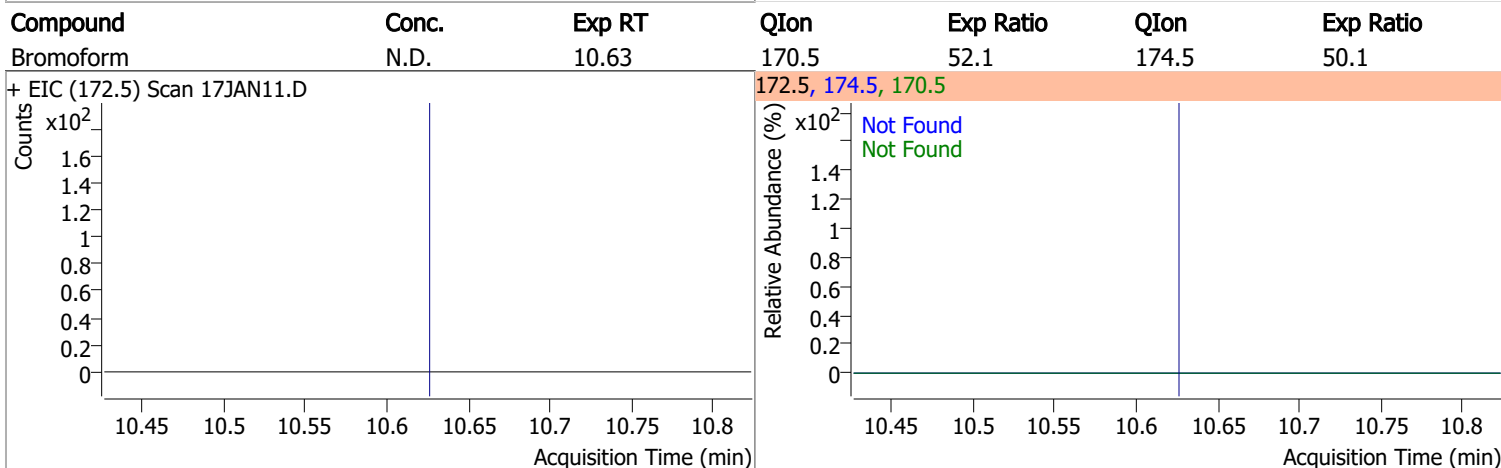 Compound Conc. Exp RT QIon Exp Ratio QIon Exp Ratio
Bromoform N.D. 10.63 170.5 52.1 174.5 50.1
+ EIC (172.5) Scan 17JAN11.D
Counts
x10²
1.6
1.4
1.2
1
0.8
0.6
0.4
0.2
0
10.45 10.5 10.55 10.6 10.65 10.7 10.75 10.8
Acquisition Time (min)
172.5, 174.5, 170.5
Relative Abundance (%)
x10²
Not Found
Not Found
1.4
1.2
1
0.8
0.6
0.4
0.2
0
10.45 10.5 10.55 10.6 10.65 10.7 10.75 10.8
Acquisition Time (min)